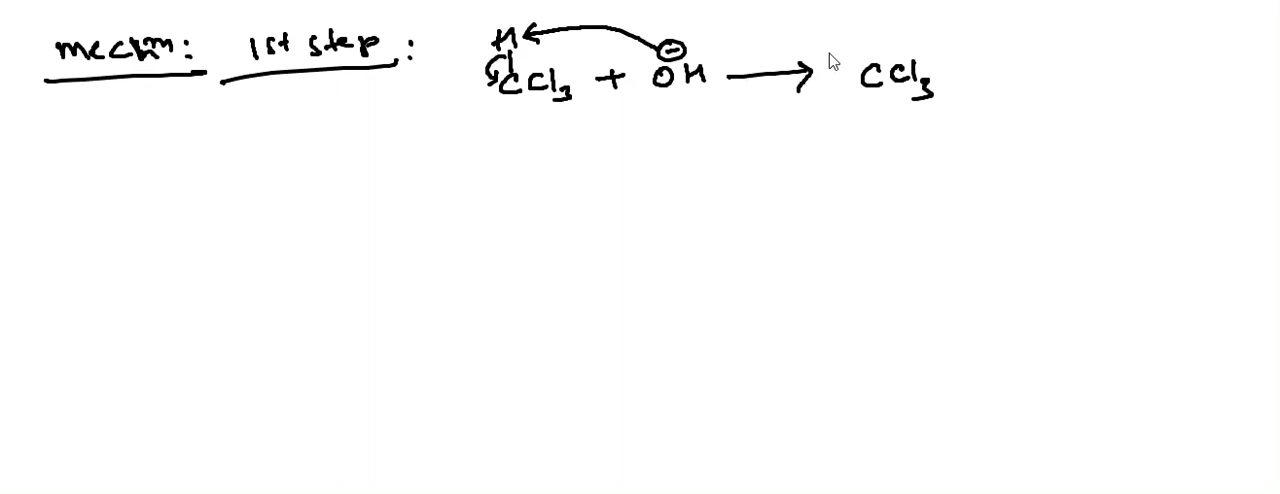 H
mechm: 1st step : CCl3 + ⊖OH ⟶ CCl3